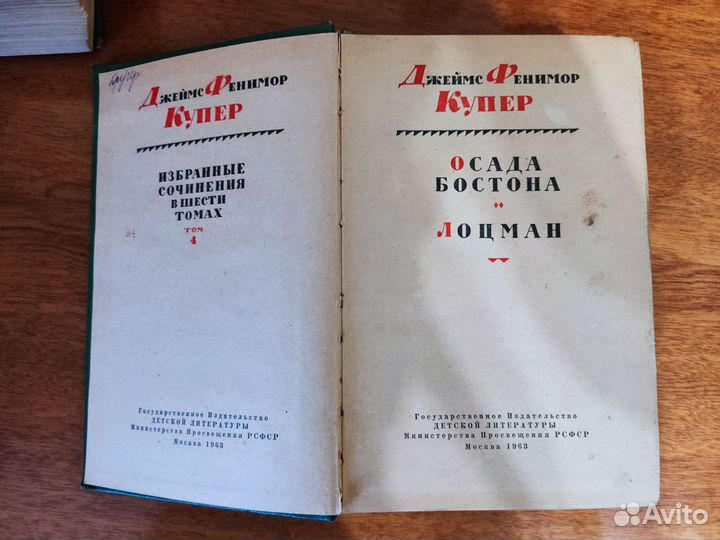 Джеймс Фенимор
Купер
ИЗБРАННЫЕ
СОЧИНЕНИЯ
В ШЕСТИ
ТОМАХ
ТОМ
4
Государственное Издательство
ДЕТСКОЙ ЛИТЕРАТУРЫ
Министерства Просвещения РСФСР
Москва 1963
Джеймс Фенимор
Купер
ОСАДА
БОСТОНА
ЛОЦМАН
Государственное Издательство
ДЕТСКОЙ ЛИТЕРАТУРЫ
Министерства Просвещения РСФСР
Москва 1963
Avito